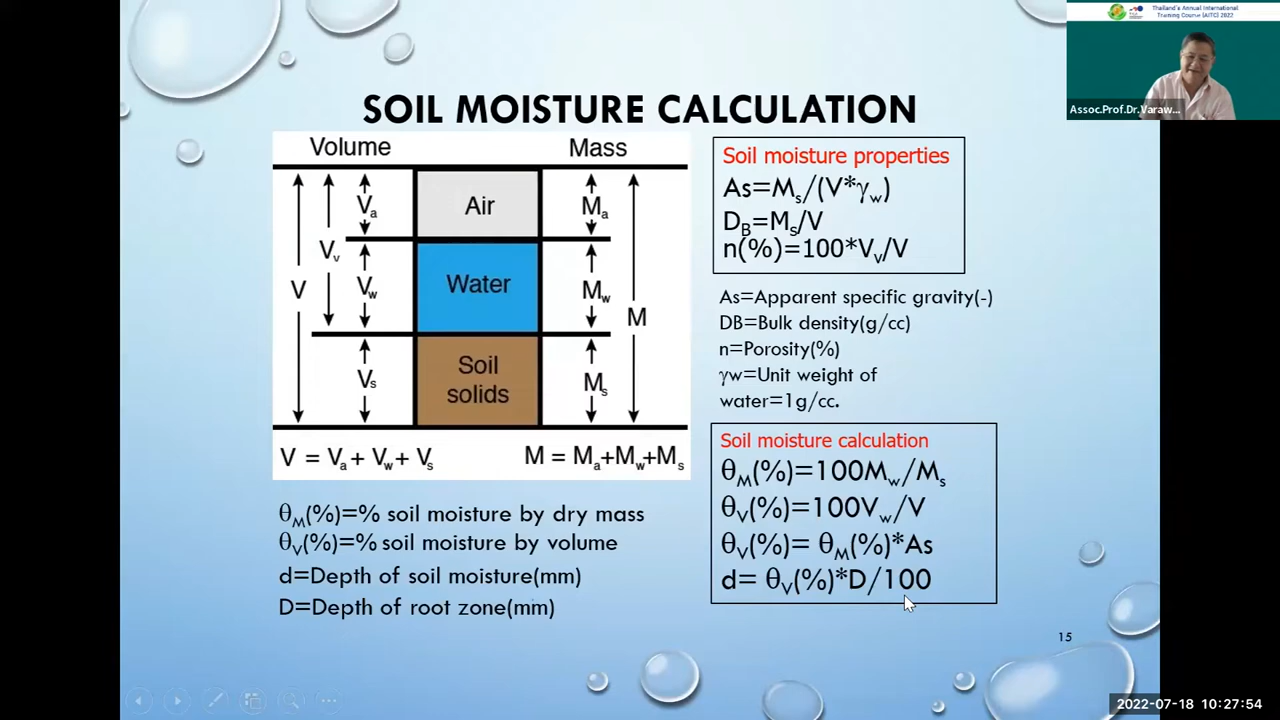 Thailand's Annual International
Training Course (AITC) 2022
Assoc.Prof.Dr.Varaw...
SOIL MOISTURE CALCULATION
Volume
Mass
Air
Water
Soil
solids
Va
Vv
V
Vw
Vs
Ma
Mw
M
Ms
V = Va + Vw + Vs
M = Ma+Mw+Ms
θM(%)=% soil moisture by dry mass
θV(%)=% soil moisture by volume
d=Depth of soil moisture(mm)
D=Depth of root zone(mm)
Soil moisture properties
As=Ms/(V*γw)
DB=Ms/V
n(%)=100*Vv/V
As=Apparent specific gravity(-)
DB=Bulk density(g/cc)
n=Porosity(%)
γw=Unit weight of
water=1g/cc.
Soil moisture calculation
θM(%)=100Mw/Ms
θV(%)=100Vw/V
θV(%)= θM(%)*As
d= θV(%)*D/100
15
2022-07-18 10:27:54